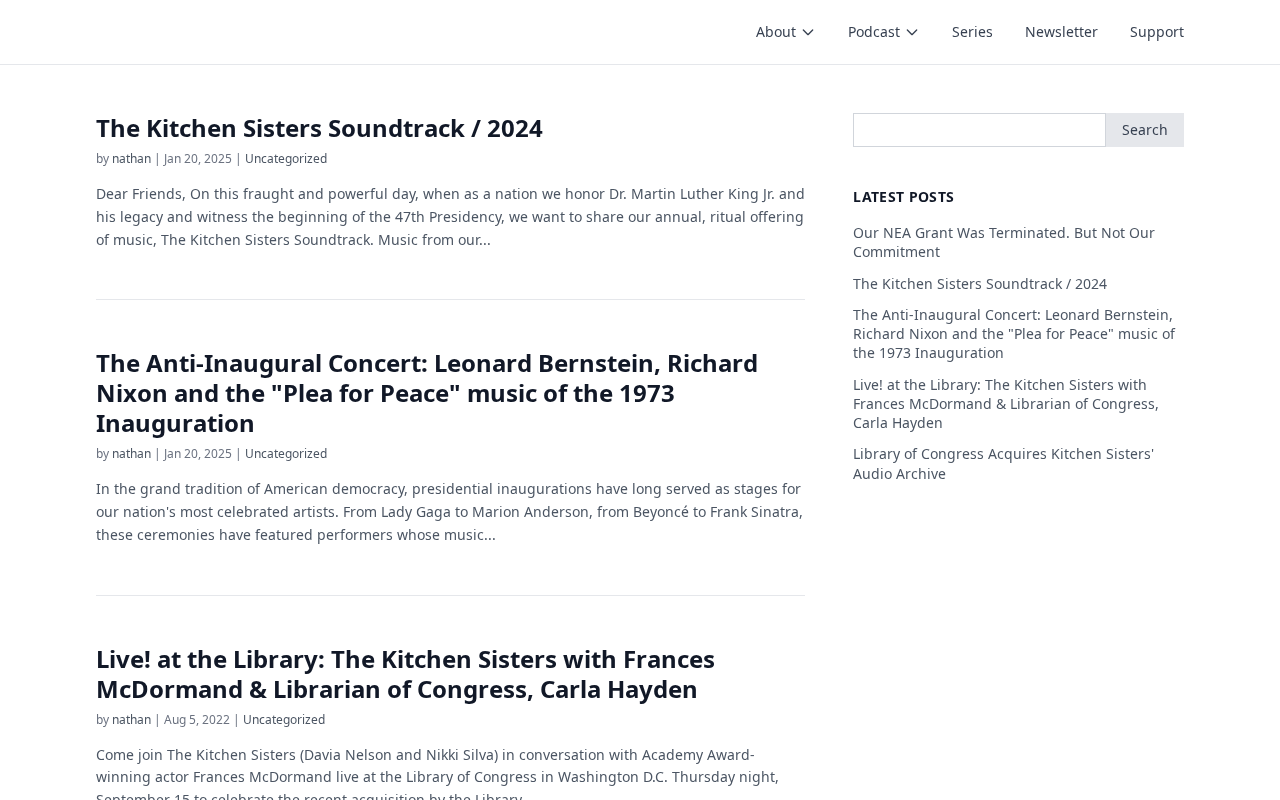 About
Podcast
Series
Newsletter
Support
The Kitchen Sisters Soundtrack / 2024
by nathan | Jan 20, 2025 | Uncategorized
Dear Friends, On this fraught and powerful day, when as a nation we honor Dr. Martin Luther King Jr. and
his legacy and witness the beginning of the 47th Presidency, we want to share our annual, ritual offering
of music, The Kitchen Sisters Soundtrack. Music from our...
The Anti-Inaugural Concert: Leonard Bernstein, Richard
Nixon and the "Plea for Peace" music of the 1973
Inauguration
by nathan | Jan 20, 2025 | Uncategorized
In the grand tradition of American democracy, presidential inaugurations have long served as stages for
our nation's most celebrated artists. From Lady Gaga to Marion Anderson, from Beyoncé to Frank Sinatra,
these ceremonies have featured performers whose music...
Live! at the Library: The Kitchen Sisters with Frances
McDormand & Librarian of Congress, Carla Hayden
by nathan | Aug 5, 2022 | Uncategorized
Come join The Kitchen Sisters (Davia Nelson and Nikki Silva) in conversation with Academy Award-
winning actor Frances McDormand live at the Library of Congress in Washington D.C. Thursday night,
September 15 to celebrate the recent acquisition by the Library
Search
LATEST POSTS
Our NEA Grant Was Terminated. But Not Our
Commitment
The Kitchen Sisters Soundtrack / 2024
The Anti-Inaugural Concert: Leonard Bernstein,
Richard Nixon and the "Plea for Peace" music of
the 1973 Inauguration
Live! at the Library: The Kitchen Sisters with
Frances McDormand & Librarian of Congress,
Carla Hayden
Library of Congress Acquires Kitchen Sisters'
Audio Archive